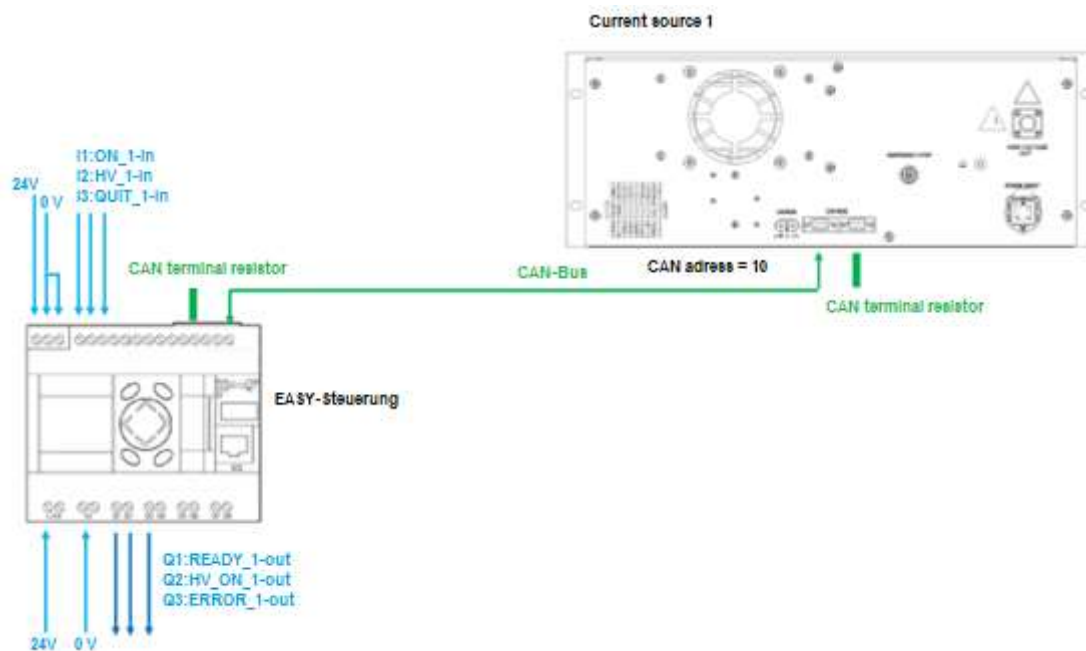 Current source 1
I1:ON_1-in
I2:HV_1-in
I3:QUIT_1-in
24V
0 V
CAN terminal resistor
CAN-Bus
CAN adress = 10
CAN terminal resistor
EASY-Steuerung
Q1:READY_1-out
Q2:HV_ON_1-out
Q3:ERROR_1-out
24V
0 V